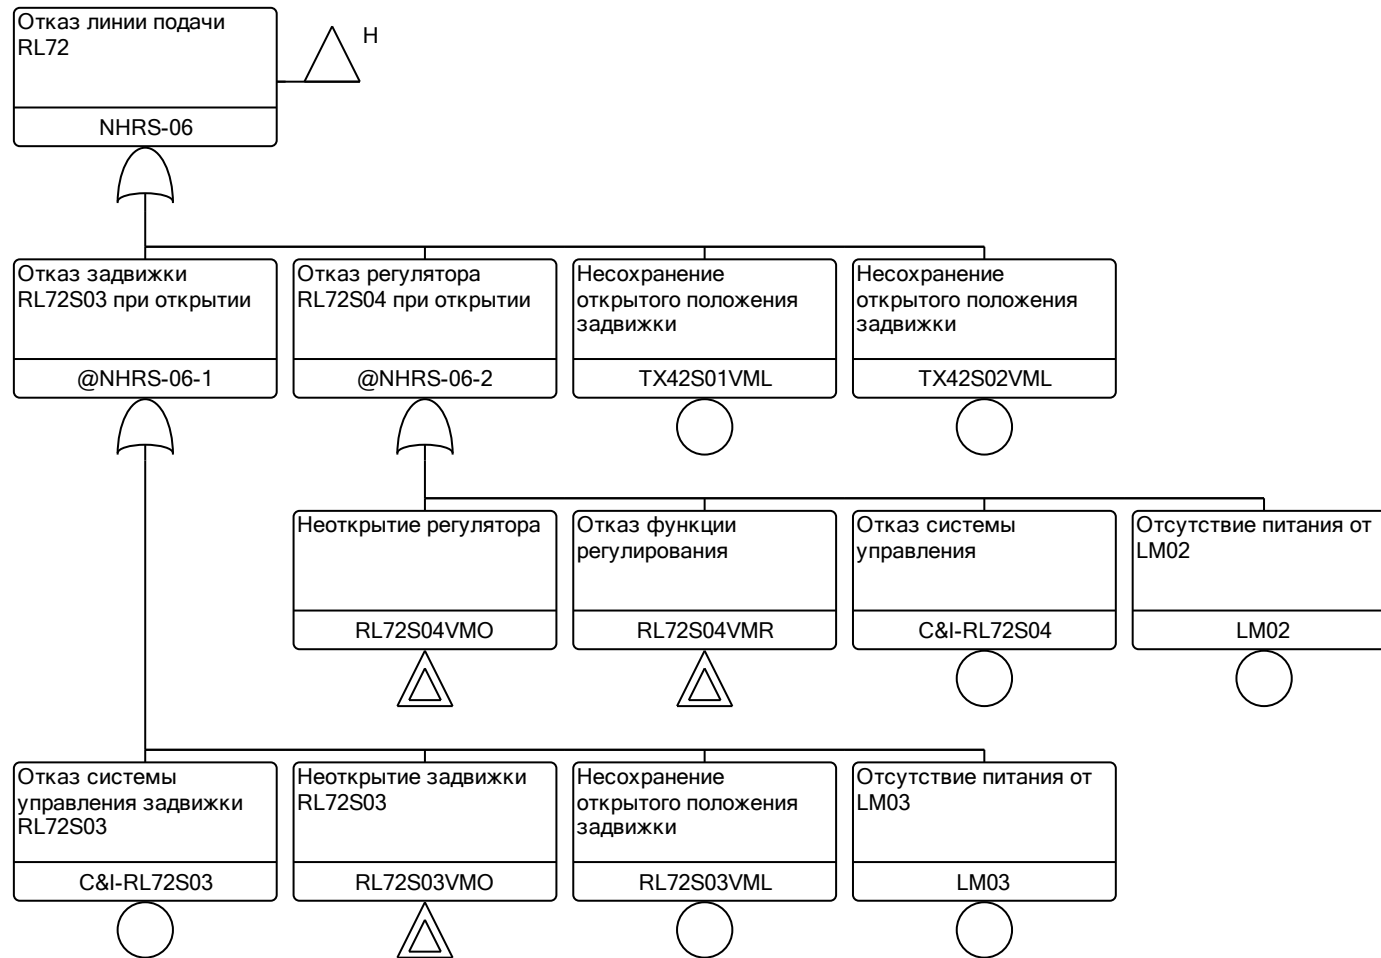 Отказ линии подачи
RL72
NHRS-06
H
Отказ задвижки
RL72S03 при открытии
@NHRS-06-1
Отказ регулятора
RL72S04 при открытии
@NHRS-06-2
Несохранение
открытого положения
задвижки
TX42S01VML
Несохранение
открытого положения
задвижки
TX42S02VML
Неоткрытие регулятора
RL72S04VMO
Отказ функции
регулирования
RL72S04VMR
Отказ системы
управления
C&I-RL72S04
Отсутствие питания от
LM02
LM02
Отказ системы
управления задвижки
RL72S03
C&I-RL72S03
Неоткрытие задвижки
RL72S03
RL72S03VMO
Несохранение
открытого положения
задвижки
RL72S03VML
Отсутствие питания от
LM03
LM03